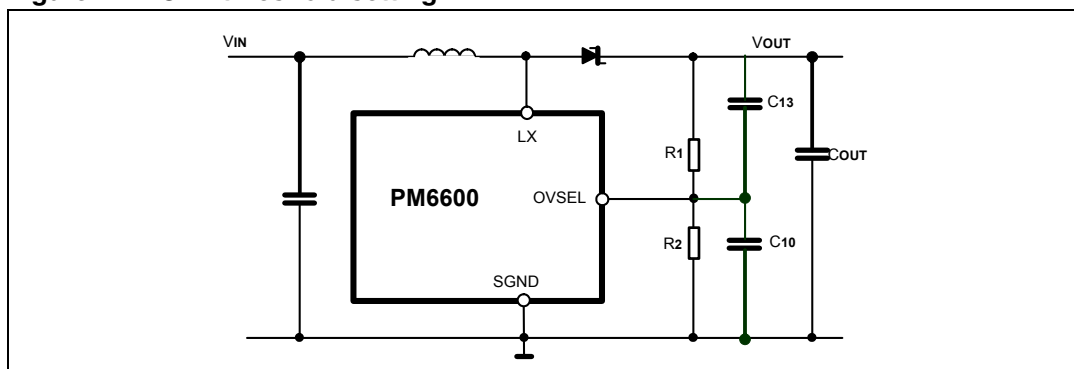 VIN
VOUT
C13
LX
R1
COUT
PM6600
OVSEL
R2
C10
SGND